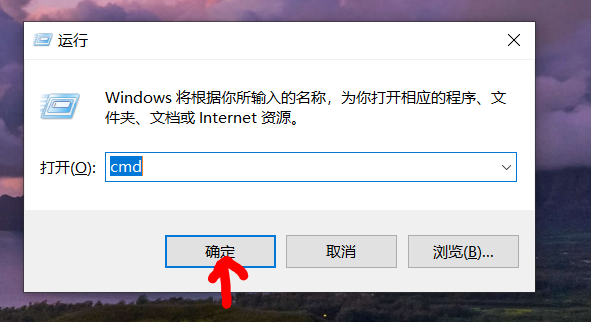 运行
Windows 将根据你所输入的名称，为你打开相应的程序、文
件夹、文档或 Internet 资源。
打开(O): cmd
确定 取消 浏览(B)...